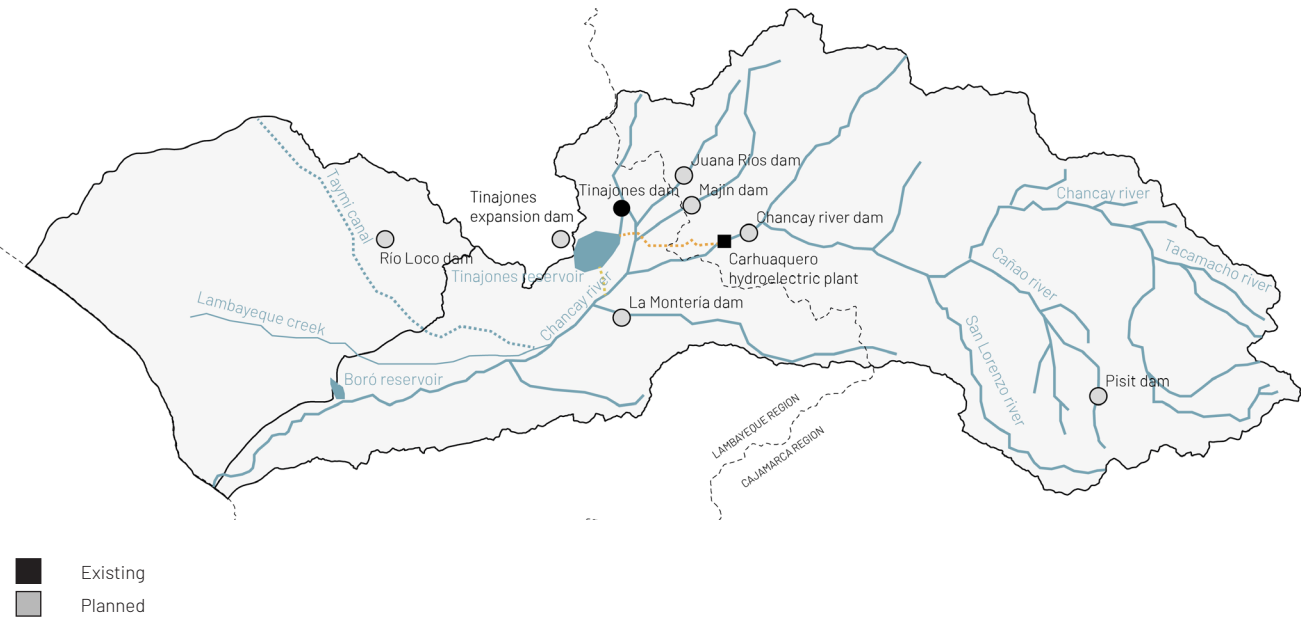 Juana Ríos dam
Tinajones
expansion dam
Tinajones dam
Majín dam
Chancay river
Taymi canal
Chancay river dam
Río Loco dam
Tinajones reservoir
Carhuaquero
hydroelectric plant
Tacamacho river
Cañao river
Lambayeque creek
Chancay river
La Montería dam
San Lorenzo river
Boró reservoir
Pisit dam
LAMBAYEQUE REGION
CAJAMARCA REGION
Existing
Planned